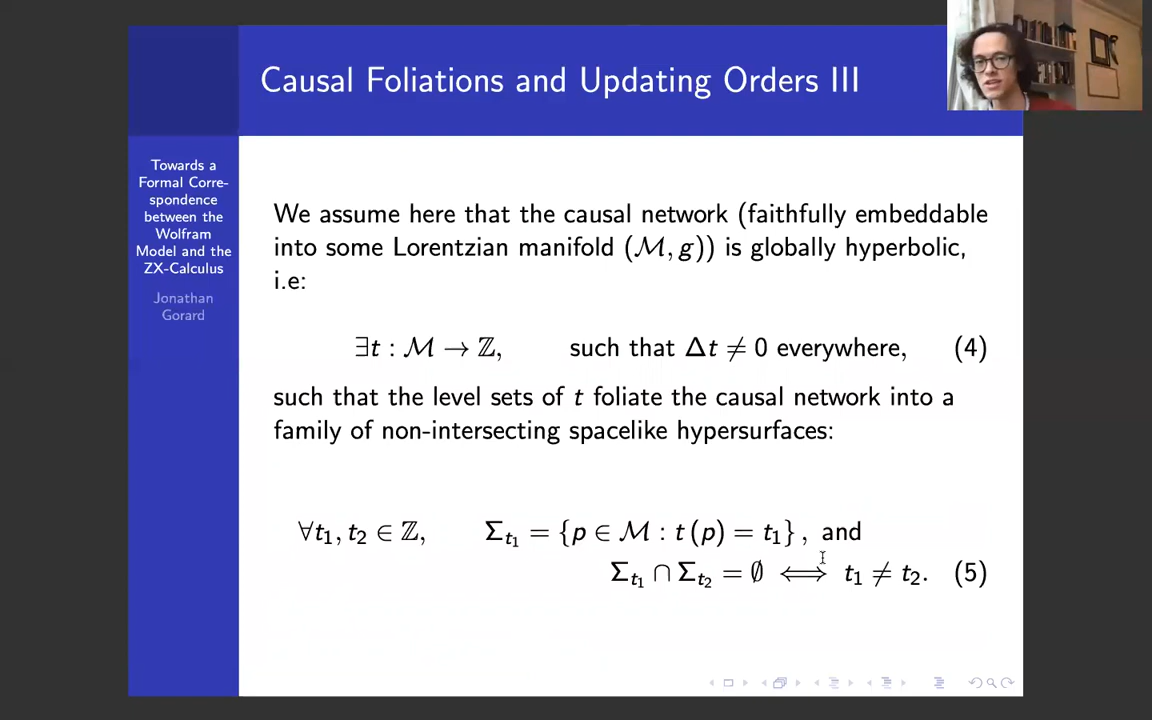 Causal Foliations and Updating Orders III
Towards a
Formal Corre-
spondence
between the
Wolfram
Model and the
ZX-Calculus
Jonathan
Gorard
We assume here that the causal network (faithfully embeddable
into some Lorentzian manifold (ℳ, g)) is globally hyperbolic,
i.e:
∃t : ℳ → ℤ, such that Δt ≠ 0 everywhere, (4)
such that the level sets of t foliate the causal network into a
family of non-intersecting spacelike hypersurfaces:
∀t₁, t₂ ∈ ℤ, Σ_{t₁} = {p ∈ ℳ : t (p) = t₁} , and
Σ_{t₁} ∩ Σ_{t₂} = ∅ ⟺ t₁ ≠ t₂. (5)